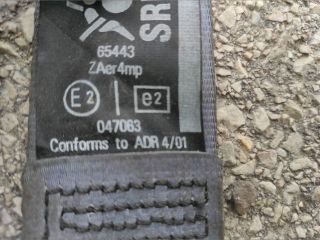 SR
65443
ZAer4mp
E2 e2
047063
Conforms to ADR 4/01